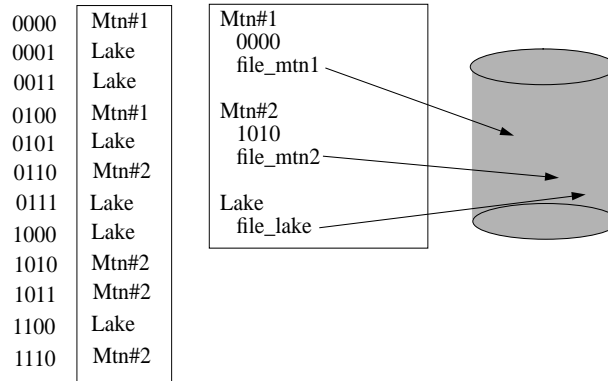 0000 Mtn#1
0001 Lake
0011 Lake
0100 Mtn#1
0101 Lake
0110 Mtn#2
0111 Lake
1000 Lake
1010 Mtn#2
1011 Mtn#2
1100 Lake
1110 Mtn#2
Mtn#1
0000
file_mtn1
Mtn#2
1010
file_mtn2
Lake
file_lake